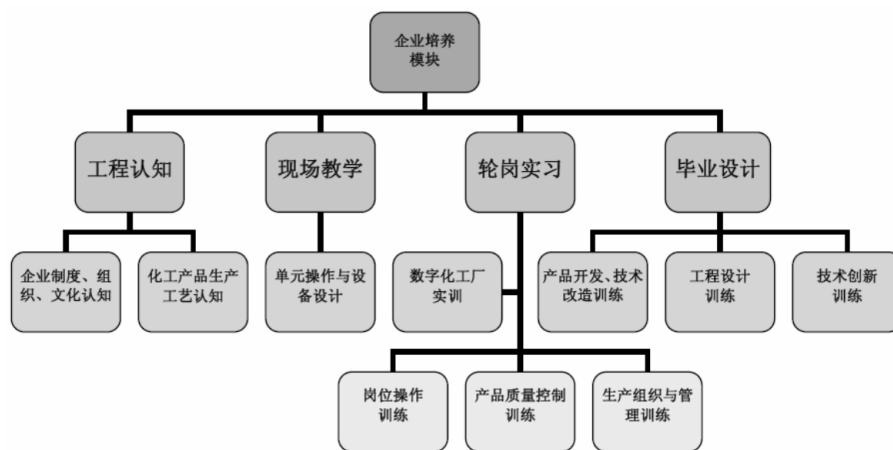 企业培养
模块
工程认知
现场教学
轮岗实习
毕业设计
企业制度、组
织、文化认知
化工产品生产
工艺认知
单元操作与设
备设计
数字化工厂
实训
产品开发、技术
改造训练
工程设计
训练
技术创新
训练
岗位操作
训练
产品质量控制
训练
生产组织与管
理训练